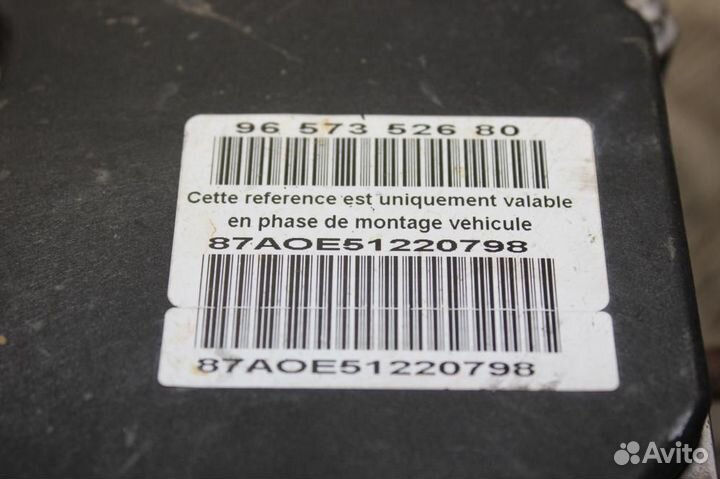 96 573 526 80
Cette reference est uniquement valable
en phase de montage vehicule
87AOE51220798
87AOE51220798
Avito